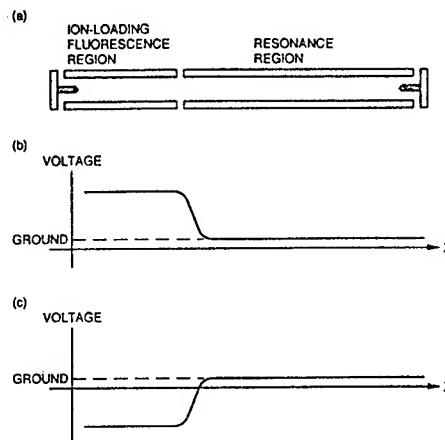 (a)
ION-LOADING
FLUORESCENCE
REGION
RESONANCE
REGION
(b)
VOLTAGE
GROUND
Z
(c)
VOLTAGE
GROUND
Z